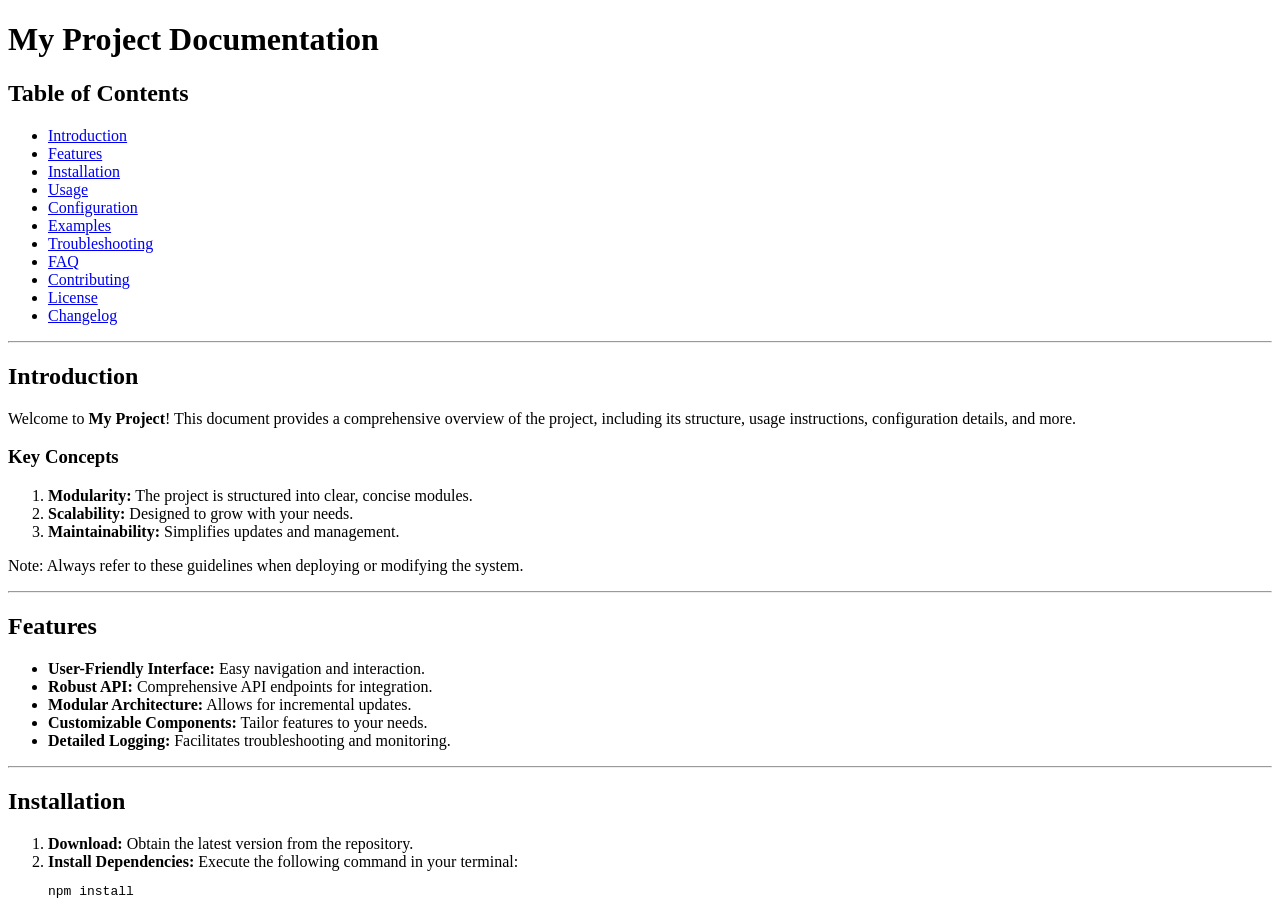 My Project Documentation
Table of Contents
Introduction
Features
Installation
Usage
Configuration
Examples
Troubleshooting
FAQ
Contributing
License
Changelog
Introduction
Welcome to My Project! This document provides a comprehensive overview of the project, including its structure, usage instructions, configuration details, and more.
Key Concepts
1. Modularity: The project is structured into clear, concise modules.
2. Scalability: Designed to grow with your needs.
3. Maintainability: Simplifies updates and management.
Note: Always refer to these guidelines when deploying or modifying the system.
Features
User-Friendly Interface: Easy navigation and interaction.
Robust API: Comprehensive API endpoints for integration.
Modular Architecture: Allows for incremental updates.
Customizable Components: Tailor features to your needs.
Detailed Logging: Facilitates troubleshooting and monitoring.
Installation
1. Download: Obtain the latest version from the repository.
2. Install Dependencies: Execute the following command in your terminal:
npm install